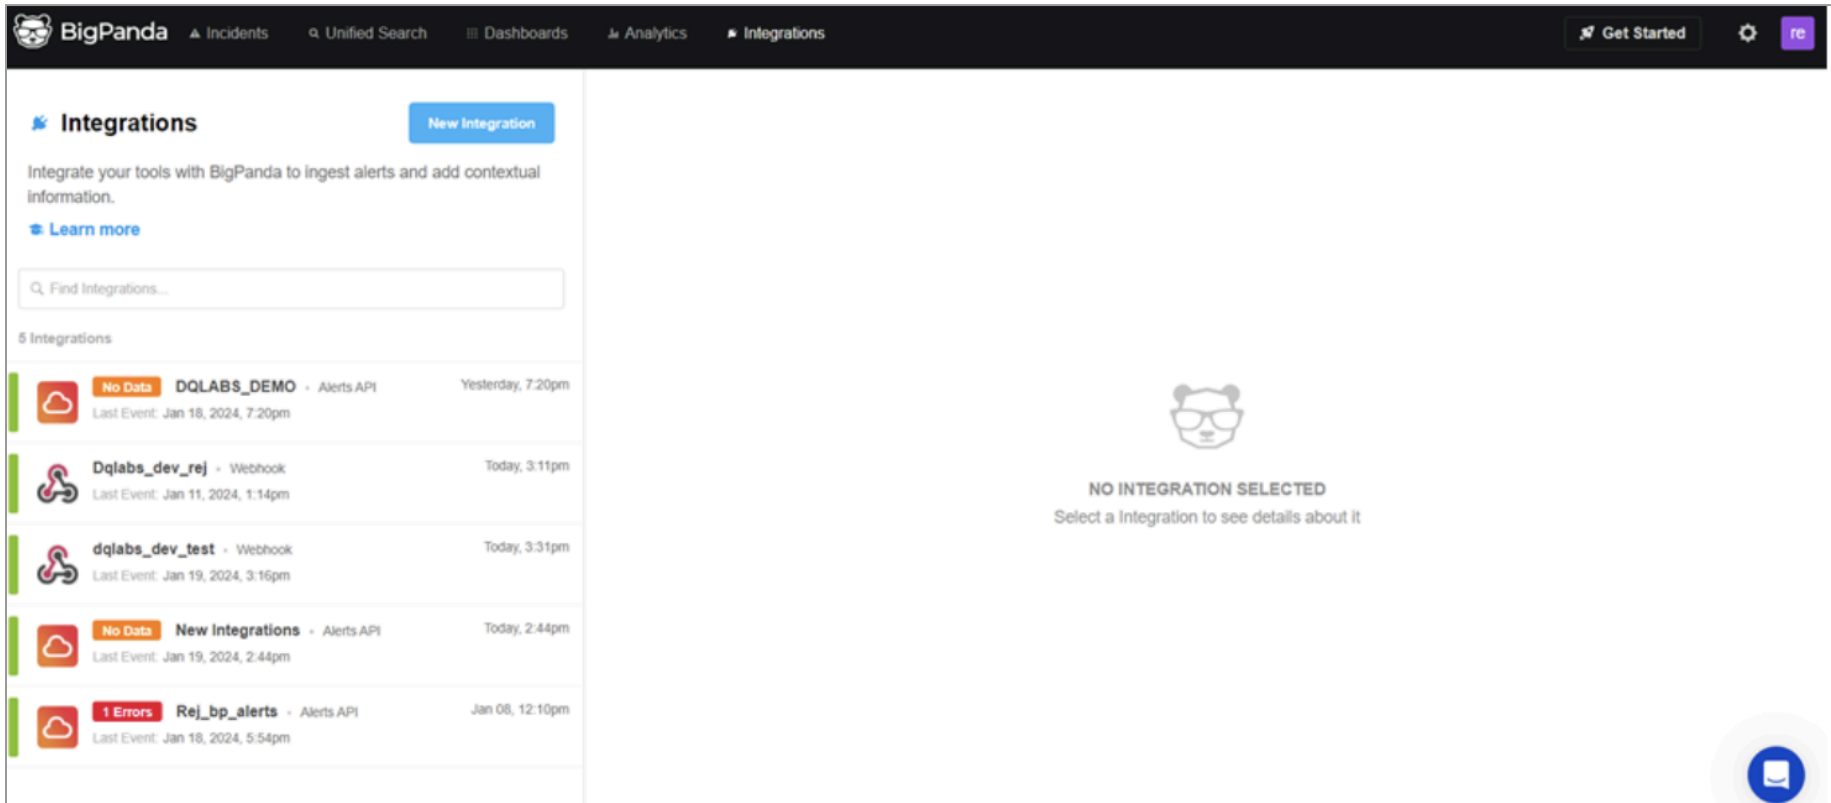 BigPanda Incidents Unified Search Dashboards Analytics Integrations Get Started re
Integrations New Integration
Integrate your tools with BigPanda to ingest alerts and add contextual
information.
Learn more
Find Integrations...
5 Integrations
No Data DQLABS_DEMO • Alerts API Yesterday, 7:20pm
Last Event: Jan 18, 2024, 7:20pm
Dqlabs_dev_rej • Webhook Today, 3:11pm
Last Event: Jan 11, 2024, 1:14pm
dqlabs_dev_test • Webhook Today, 3:31pm
Last Event: Jan 19, 2024, 3:16pm
No Data New Integrations • Alerts API Today, 2:44pm
Last Event: Jan 19, 2024, 2:44pm
1 Errors Rej_bp_alerts • Alerts API Jan 08, 12:10pm
Last Event: Jan 18, 2024, 5:54pm
NO INTEGRATION SELECTED
Select a Integration to see details about it